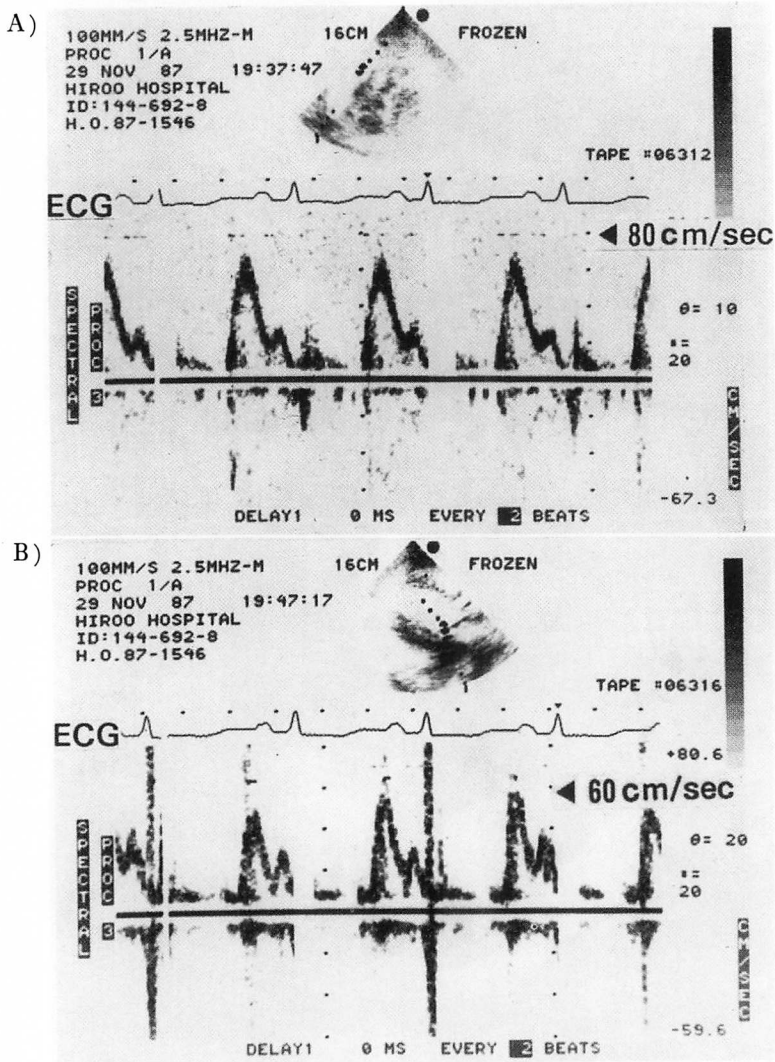 A)
100MM/S 2.5MHZ-M 16CM FROZEN
PROC 1/A
29 NOV 87 19:37:47
HIROO HOSPITAL
ID:144-692-8
H.O.87-1546
TAPE #06312
ECG
◀ 80cm/sec
SPECTRAL
PROC
3
θ= 10
20
CM/SEC
-67.3
DELAY1 0 MS EVERY 2 BEATS
B)
100MM/S 2.5MHZ-M 16CM FROZEN
PROC 1/A
29 NOV 87 19:47:17
HIROO HOSPITAL
ID:144-692-8
H.O.87-1546
TAPE #06316
ECG
+80.6
◀ 60cm/sec
SPECTRAL
PROC
3
θ= 20
20
CM/SEC
-59.6
DELAY1 0 MS EVERY 2 BEATS